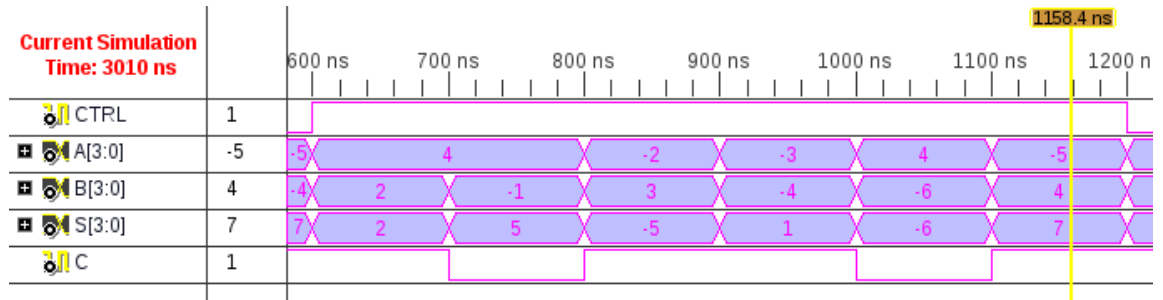 1158.4 ns
Current Simulation
Time: 3010 ns
600 ns 700 ns 800 ns 900 ns 1000 ns 1100 ns 1200 n
CTRL 1
A[3:0] -5 -5 4 -2 -3 4 -5
B[3:0] 4 -4 2 -1 3 -4 -6 4
S[3:0] 7 7 2 5 -5 1 -6 7
C 1